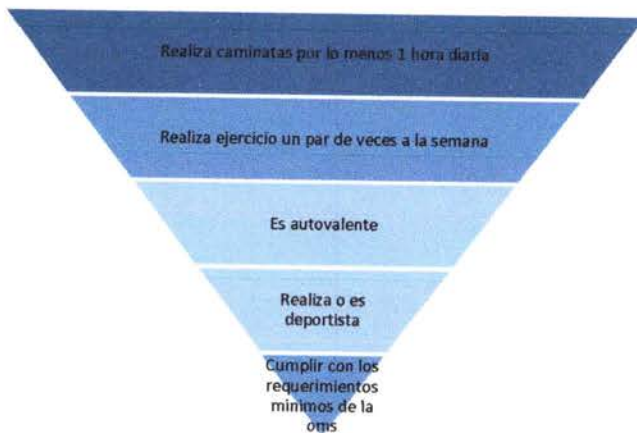 Realiza caminatas por lo menos 1 hora diaria
Realiza ejercicio un par de veces a la semana
Es autovalente
Realiza o es
deportista
Cumplir con los
requerimientos
minimos de la
oms